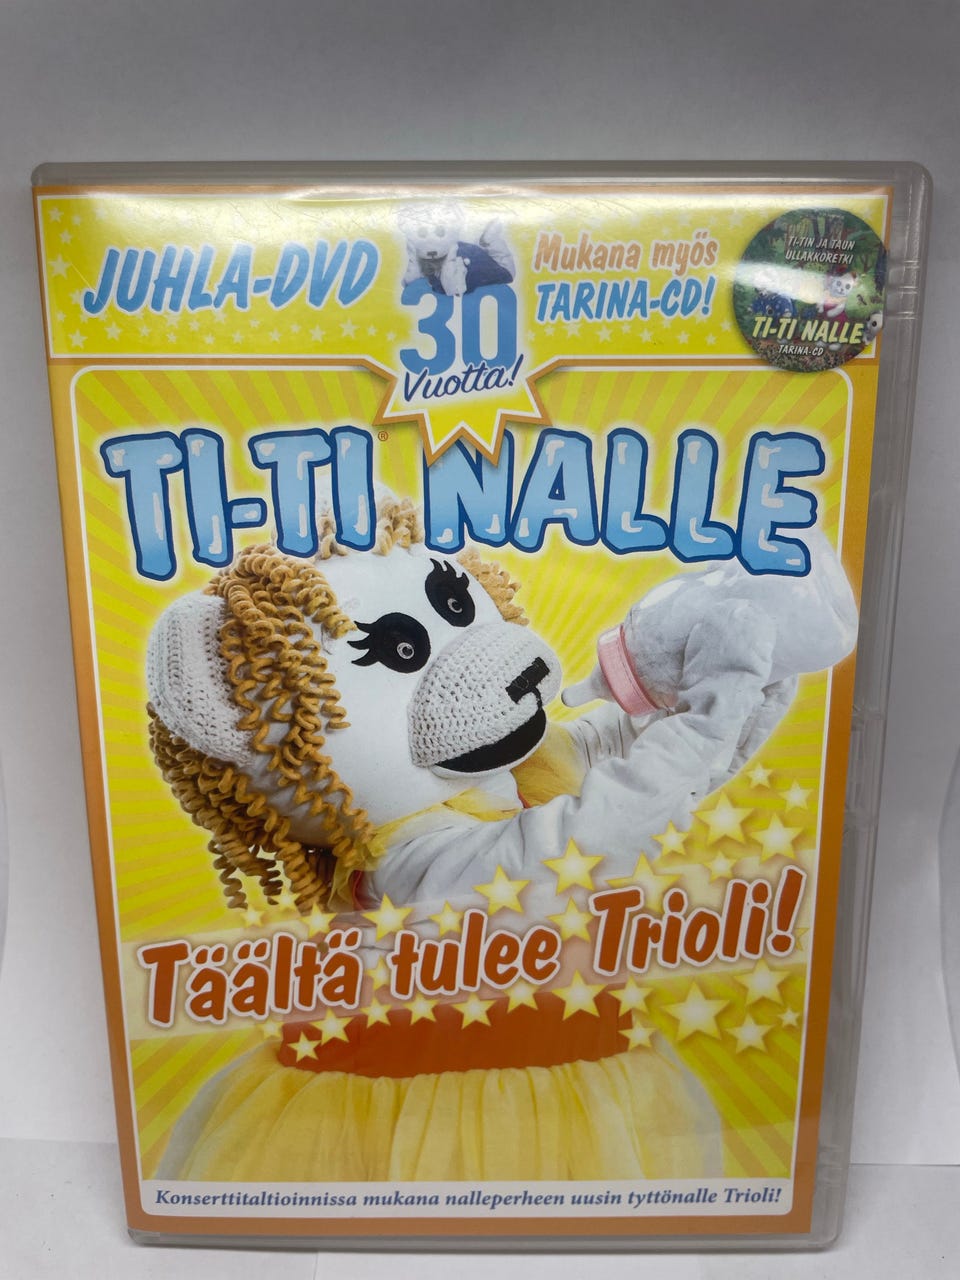 JUHLA-DVD
30
Vuotta!
Mukana myös
TARINA-CD!
TI-TIN JA TAUN
ULLAKKORETKI
TI-TI NALLE
TARINA-CD
TI-TI® NALLE
Täältä tulee Trioli!
Konserttitaltioinnissa mukana nalleperheen uusin tyttönalle Trioli!